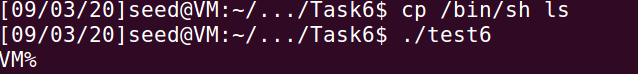 [09/03/20]seed@VM:~/.../Task6$ cp /bin/sh ls
[09/03/20]seed@VM:~/.../Task6$ ./test6
VM%